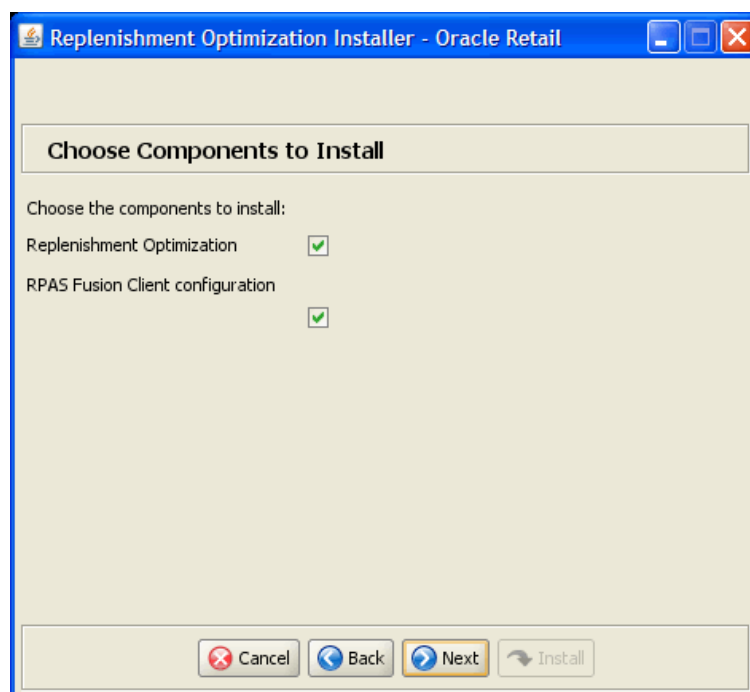 Replenishment Optimization Installer - Oracle Retail
Choose Components to Install
Choose the components to install:
Replenishment Optimization
RPAS Fusion Client configuration
Cancel Back Next Install